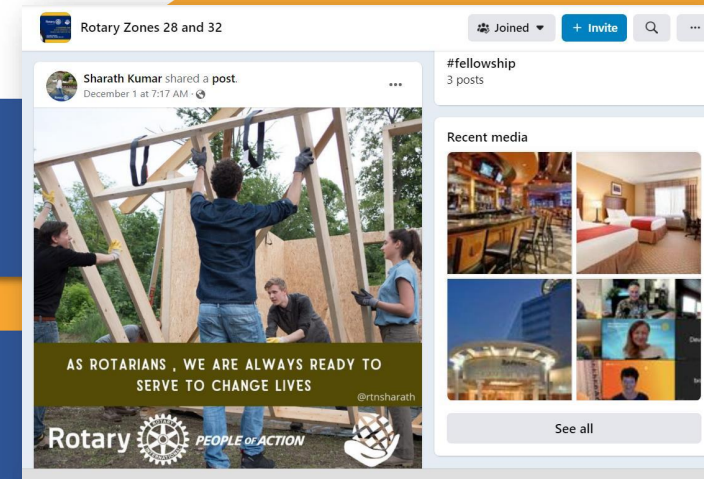 Rotary Zones 28 and 32
Joined
+ Invite
Sharath Kumar shared a post.
December 1 at 7:17 AM ·
AS ROTARIANS , WE ARE ALWAYS READY TO
SERVE TO CHANGE LIVES
@rtnsharath
Rotary
ROTARY
INTERNATIONAL
PEOPLE OF ACTION
#fellowship
3 posts
Recent media
See all